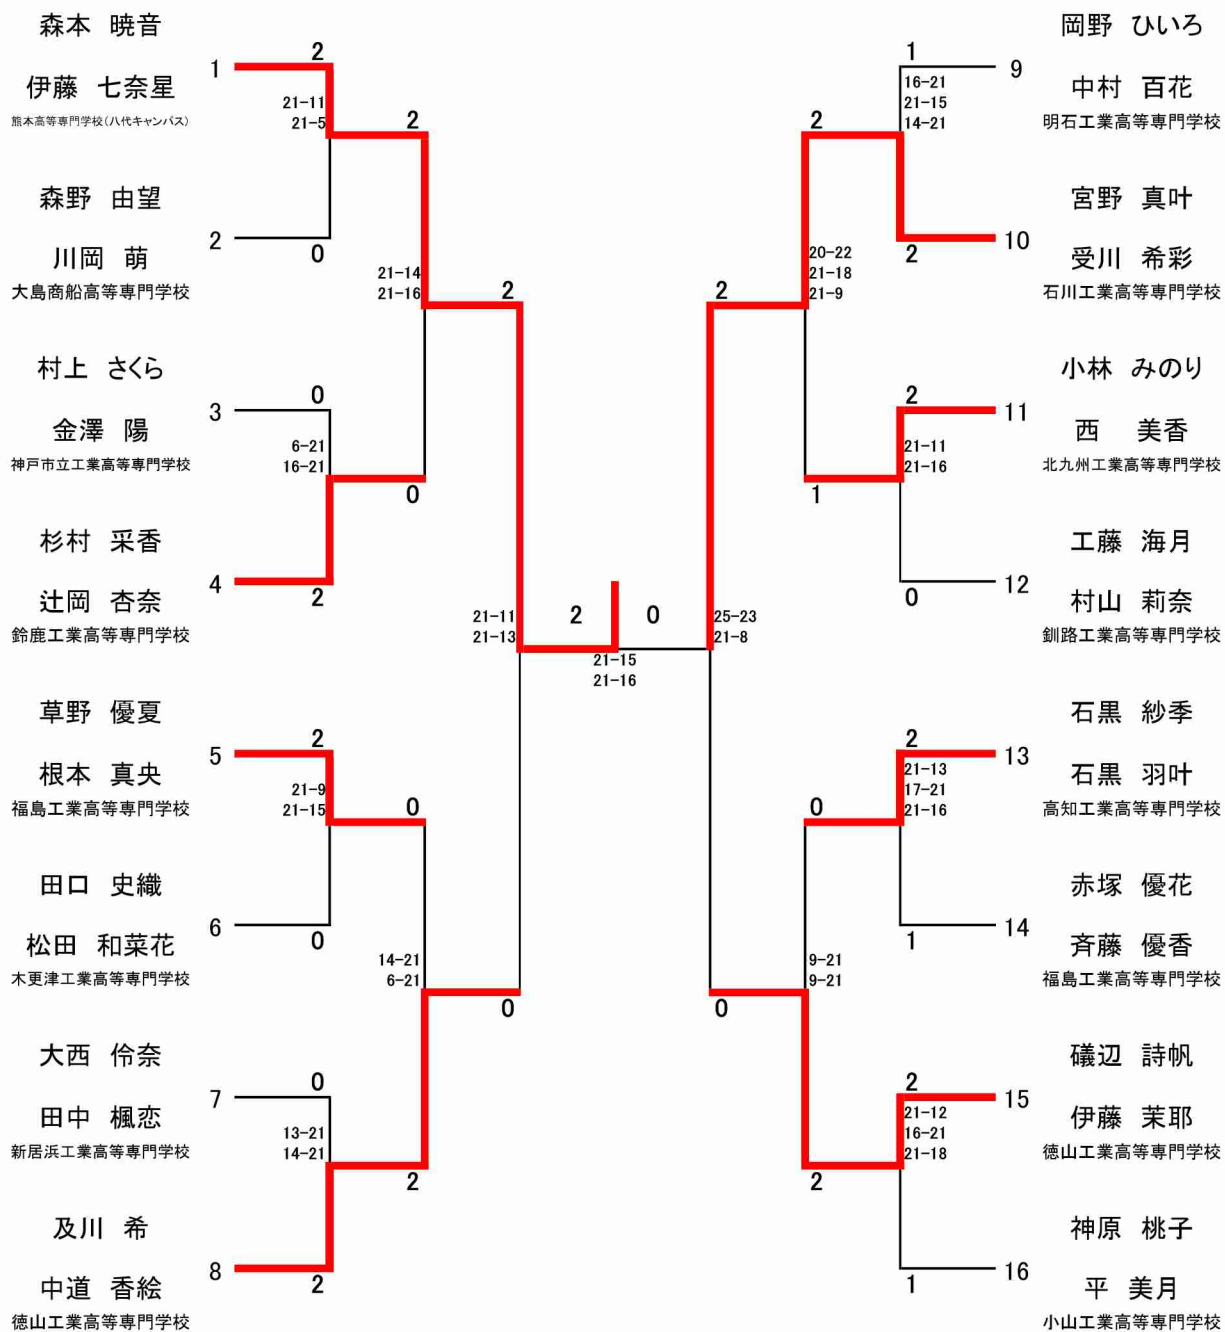 森本 暁音
2
1
伊藤 七奈星
21-11
熊本高等専門学校(八代キャンパス)
21-5
2
森野 由望
2
0
川岡 萌
大島商船高等専門学校
21-14
21-16
2
村上 さくら
0
3
金澤 陽
6-21
神戸市立工業高等専門学校
16-21
0
杉村 采香
4
2
辻岡 杏奈
鈴鹿工業高等専門学校
21-11
21-13
2
0
21-15
21-16
草野 優夏
2
5
根本 真央
21-9
福島工業高等専門学校
21-15
0
田口 史織
6
0
松田 和菜花
木更津工業高等専門学校
14-21
6-21
0
大西 伶奈
0
7
田中 楓恋
13-21
新居浜工業高等専門学校
14-21
2
及川 希
8
2
中道 香絵
徳山工業高等専門学校
岡野 ひいろ
1
9
16-21
中村 百花
21-15
明石工業高等専門学校
14-21
2
宮野 真叶
10
2
受川 希彩
石川工業高等専門学校
20-22
21-18
21-9
2
小林 みのり
2
11
西 美香
21-11
北九州工業高等専門学校
21-16
1
工藤 海月
12
0
村山 莉奈
釧路工業高等専門学校
25-23
21-8
石黒 紗季
2
13
21-13
石黒 羽叶
17-21
高知工業高等専門学校
21-16
0
赤塚 優花
14
1
斉藤 優香
福島工業高等専門学校
9-21
9-21
0
礒辺 詩帆
2
15
21-12
伊藤 茉耶
16-21
徳山工業高等専門学校
21-18
2
神原 桃子
16
1
平 美月
小山工業高等専門学校